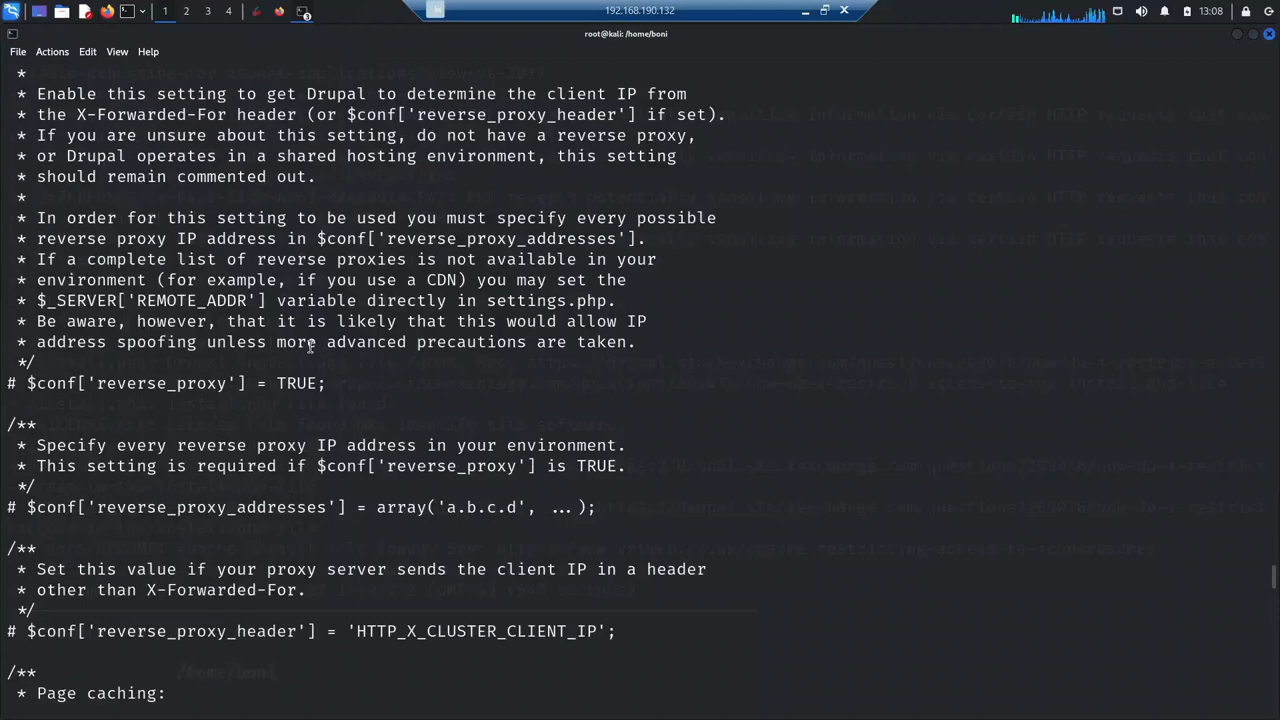 192.168.190.132
1 2 3 4
3
13:08
root@kali: /home/boni
File Actions Edit View Help
*
* Enable this setting to get Drupal to determine the client IP from
* the X-Forwarded-For header (or $conf['reverse_proxy_header'] if set).
* If you are unsure about this setting, do not have a reverse proxy,
* or Drupal operates in a shared hosting environment, this setting
* should remain commented out.
*
* In order for this setting to be used you must specify every possible
* reverse proxy IP address in $conf['reverse_proxy_addresses'].
* If a complete list of reverse proxies is not available in your
* environment (for example, if you use a CDN) you may set the
* $_SERVER['REMOTE_ADDR'] variable directly in settings.php.
* Be aware, however, that it is likely that this would allow IP
* address spoofing unless more advanced precautions are taken.
*/
# $conf['reverse_proxy'] = TRUE;
/**
* Specify every reverse proxy IP address in your environment.
* This setting is required if $conf['reverse_proxy'] is TRUE.
*/
# $conf['reverse_proxy_addresses'] = array('a.b.c.d', ...);
/**
* Set this value if your proxy server sends the client IP in a header
* other than X-Forwarded-For.
*/
# $conf['reverse_proxy_header'] = 'HTTP_X_CLUSTER_CLIENT_IP';
/**
/home/boni
* Page caching: